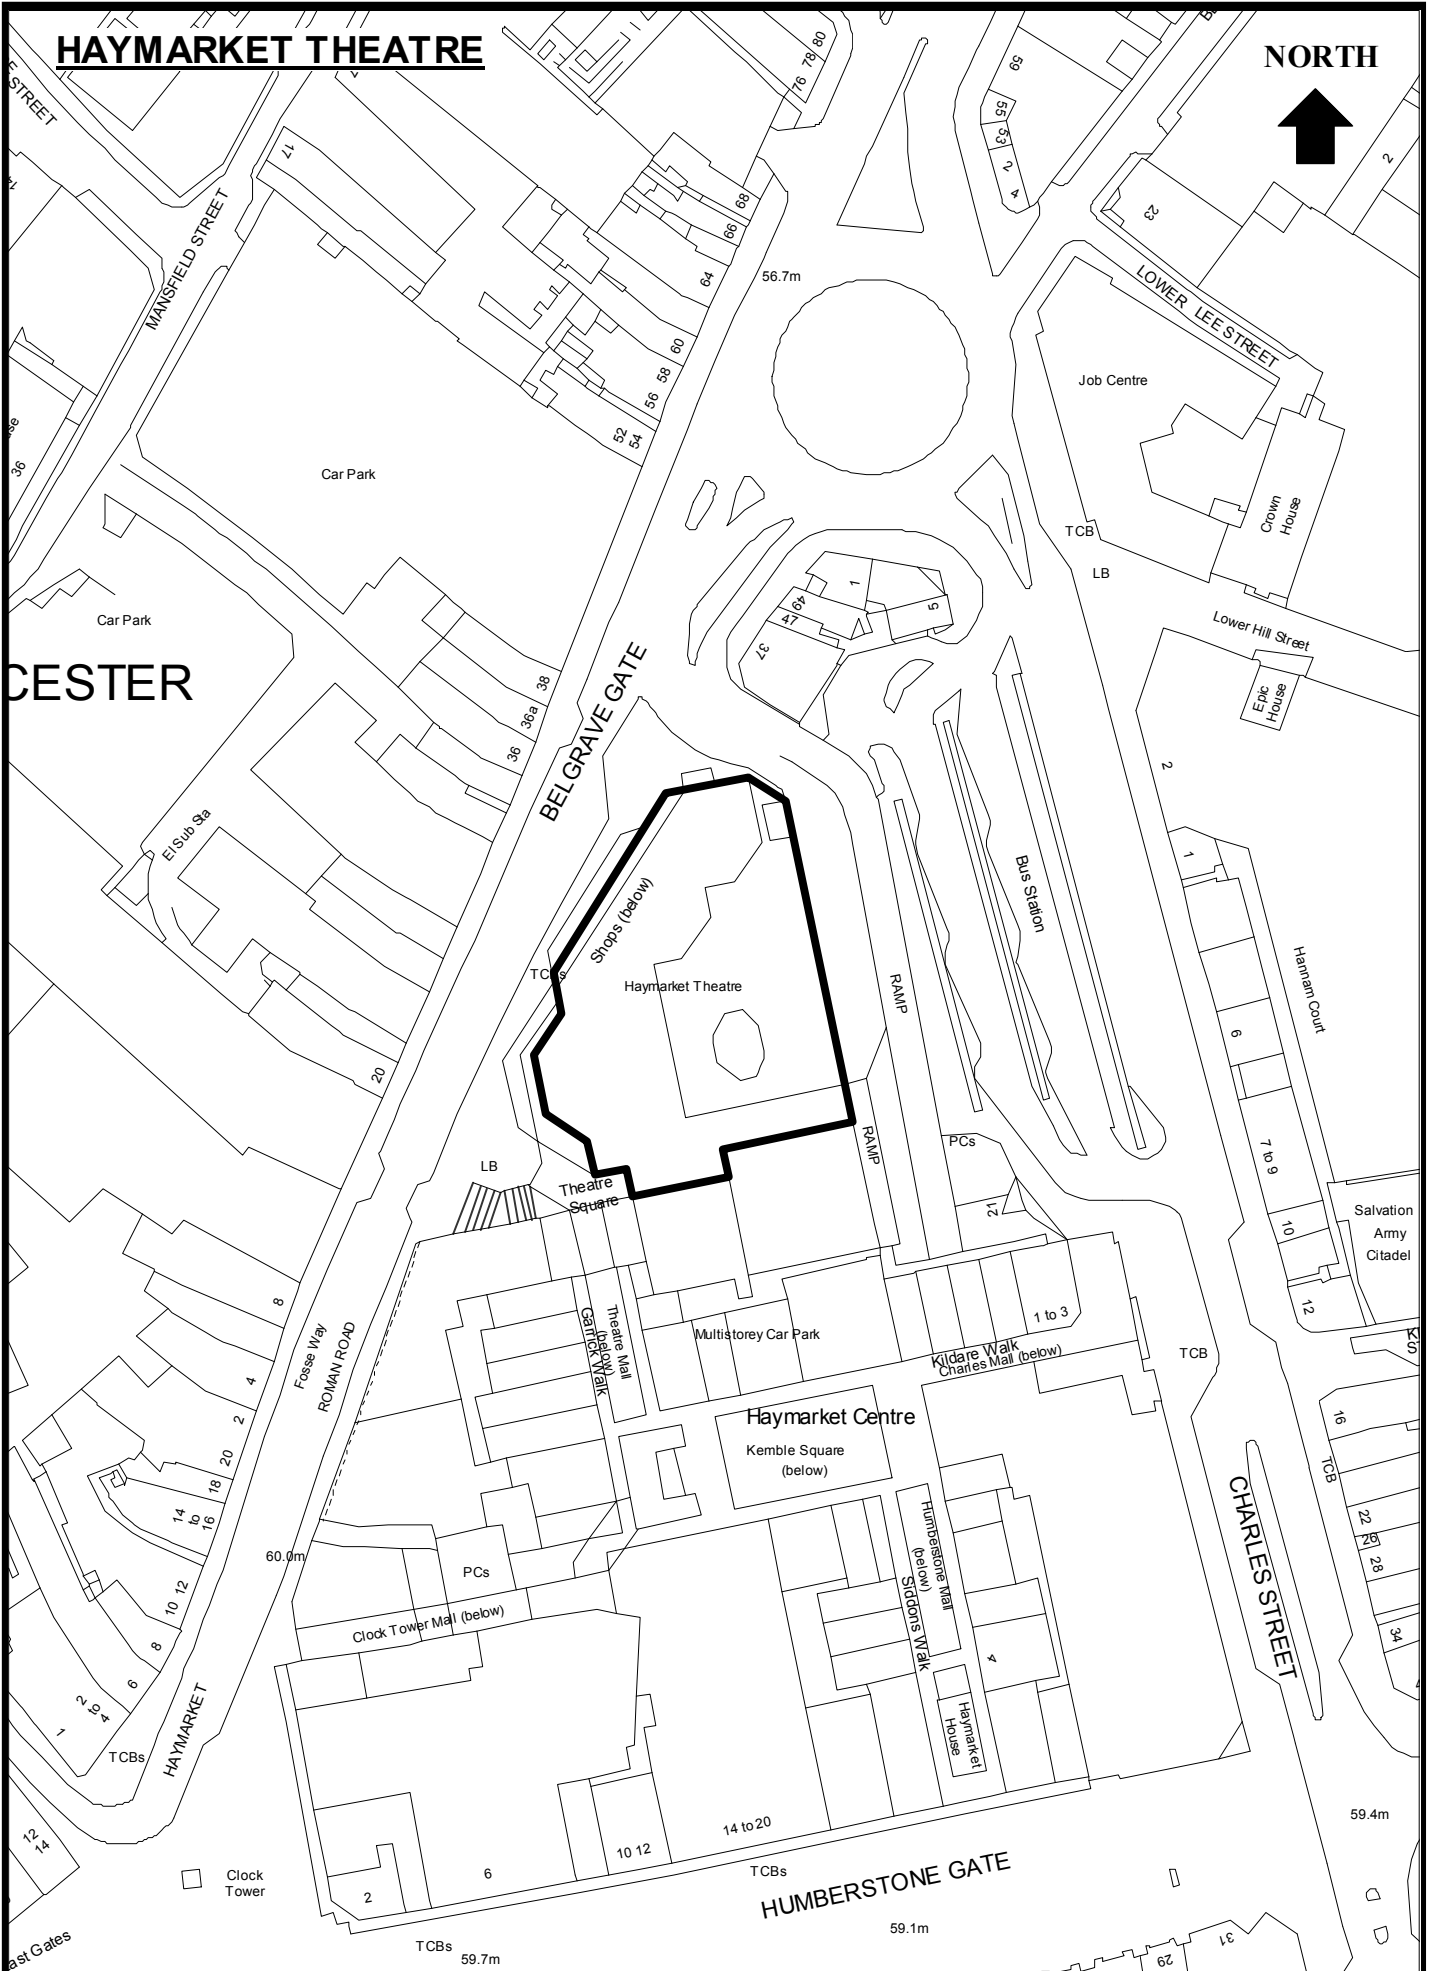 HAYMARKET THEATRE
NORTH
E STREET
MANSFIELD STREET
17
76
78
80
59
55
53
2
4
2
23
68
66
64
60
58
56
54
52
56.7m
LOWER LEE STREET
Job Centre
Crown
House
TCB
LB
36
Car Park
Car Park
CESTER
1
49
47
37
5
Lower Hill Street
Epic
House
38
36a
36
BELGRAVE GATE
2
El Sub Sta
Shops (below)
TCBs
Haymarket Theatre
Bus Station
RAMP
1
Hannam Court
6
20
RAMP
PCs
7 to 9
LB
Theatre
Square
21
10
Salvation
Army
Citadel
12
8
Fosse Way
ROMAN ROAD
Theatre Mall
(below)
Garrick Walk
Multistorey Car Park
1 to 3
Kildare Walk
Charles Mall (below)
TCB
K
S
4
2
20
18
14
to
16
Haymarket Centre
Kemble Square
(below)
16
TCB
22
26
28
34
CHARLES STREET
Humberstone Mall
(below)
Siddons Walk
4
60.0m
PCs
Clock Tower Mall (below)
10 12
8
6
2
to
4
1
HAYMARKET
TCBs
Haymarket
House
59.4m
12
14
Clock
Tower
2
6
10 12
14 to 20
TCBs
HUMBERSTONE GATE
59.1m
TCBs
59.7m
ast Gates
29
31